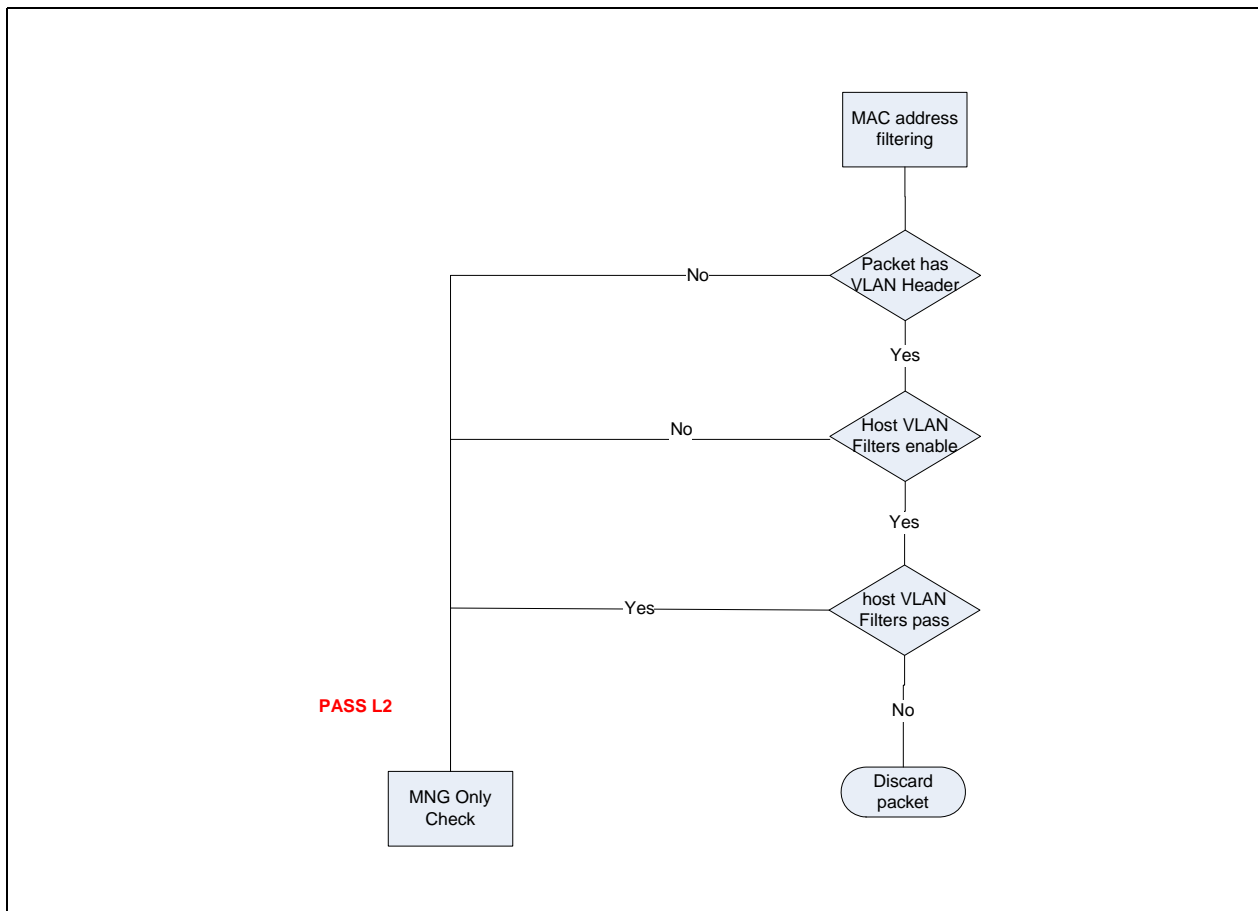 MAC address
filtering
Packet has
VLAN Header
No
Yes
Host VLAN
Filters enable
No
Yes
host VLAN
Filters pass
Yes
No
PASS L2
MNG Only
Check
Discard
packet